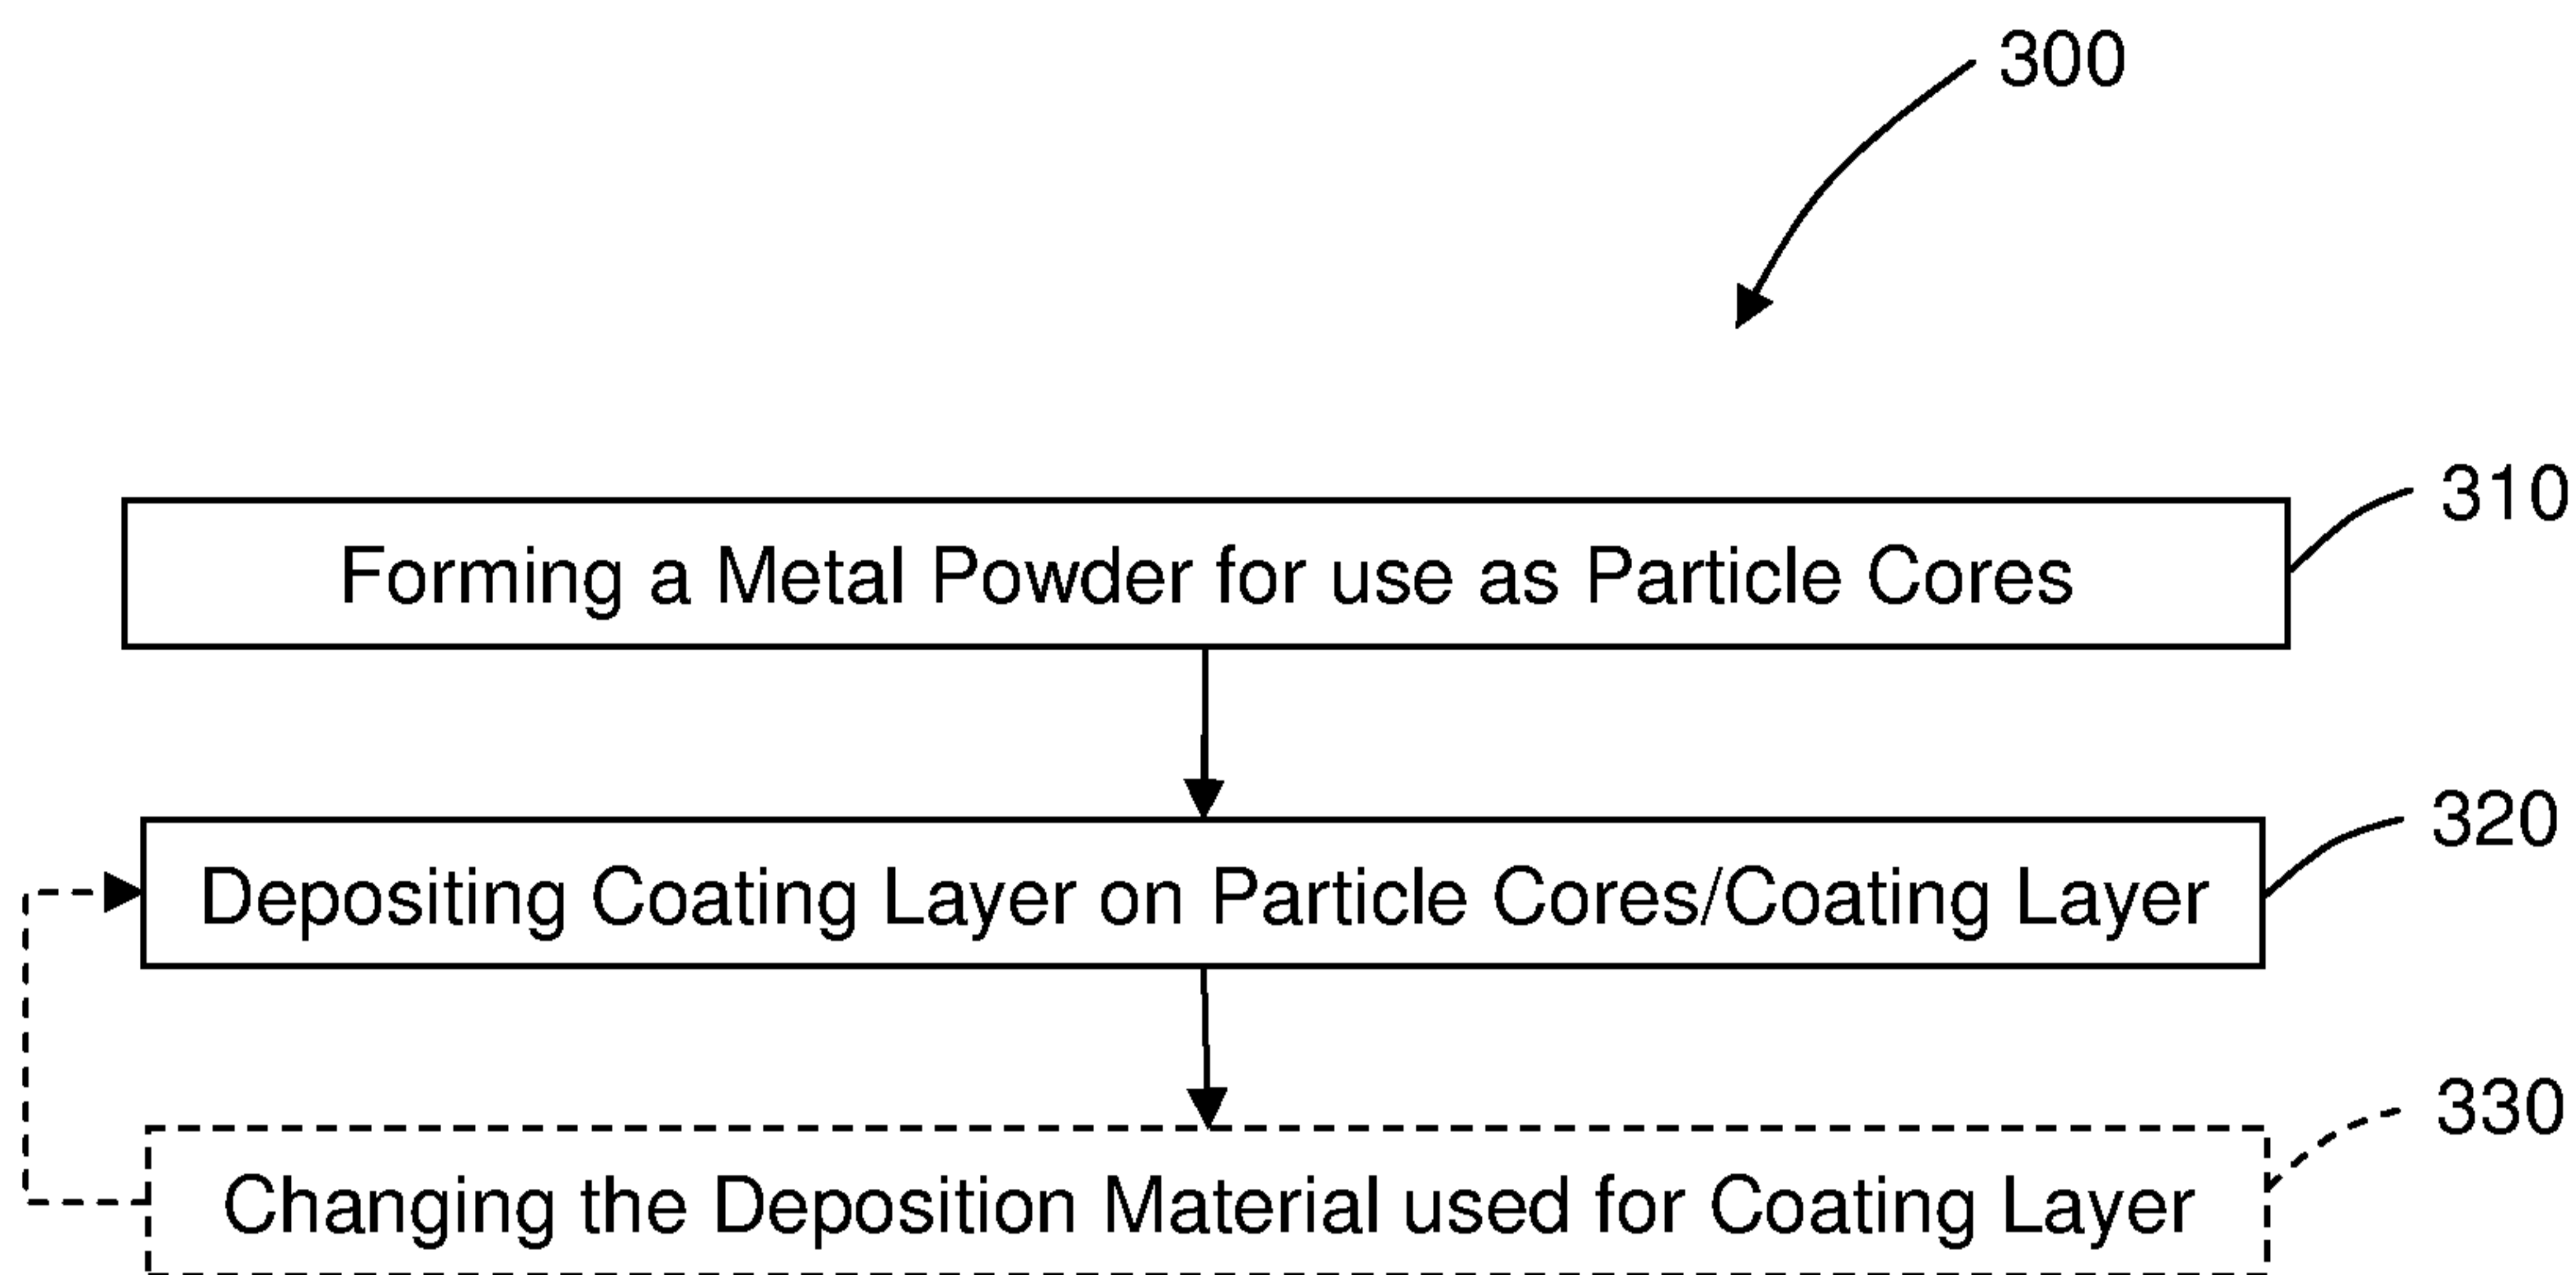 300
310
Forming a Metal Powder for use as Particle Cores
320
Depositing Coating Layer on Particle Cores/Coating Layer
330
Changing the Deposition Material used for Coating Layer